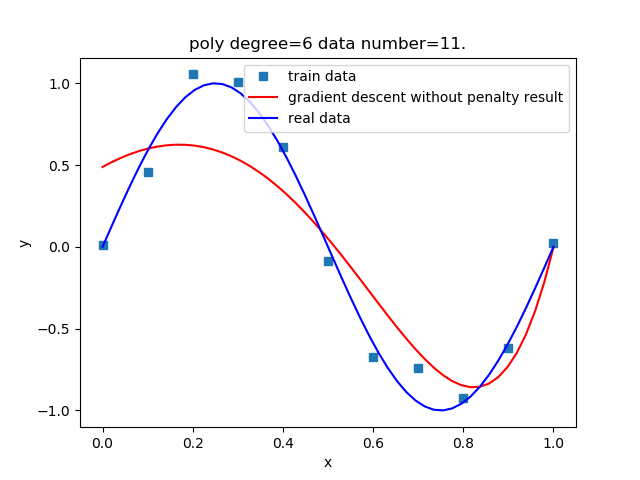 poly degree=6 data number=11.
train data
gradient descent without penalty result
real data
y
1.0
0.5
0.0
−0.5
−1.0
0.0 0.2 0.4 0.6 0.8 1.0
x